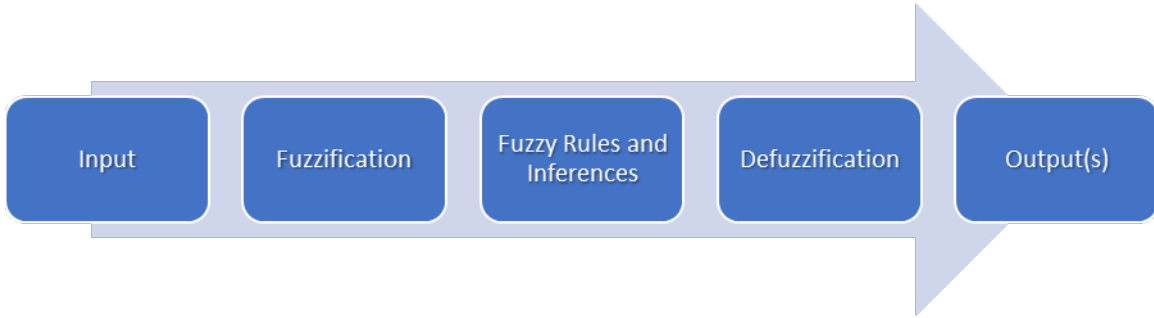 Input
Fuzzification
Fuzzy Rules and
Inferences
Defuzzification
Output(s)